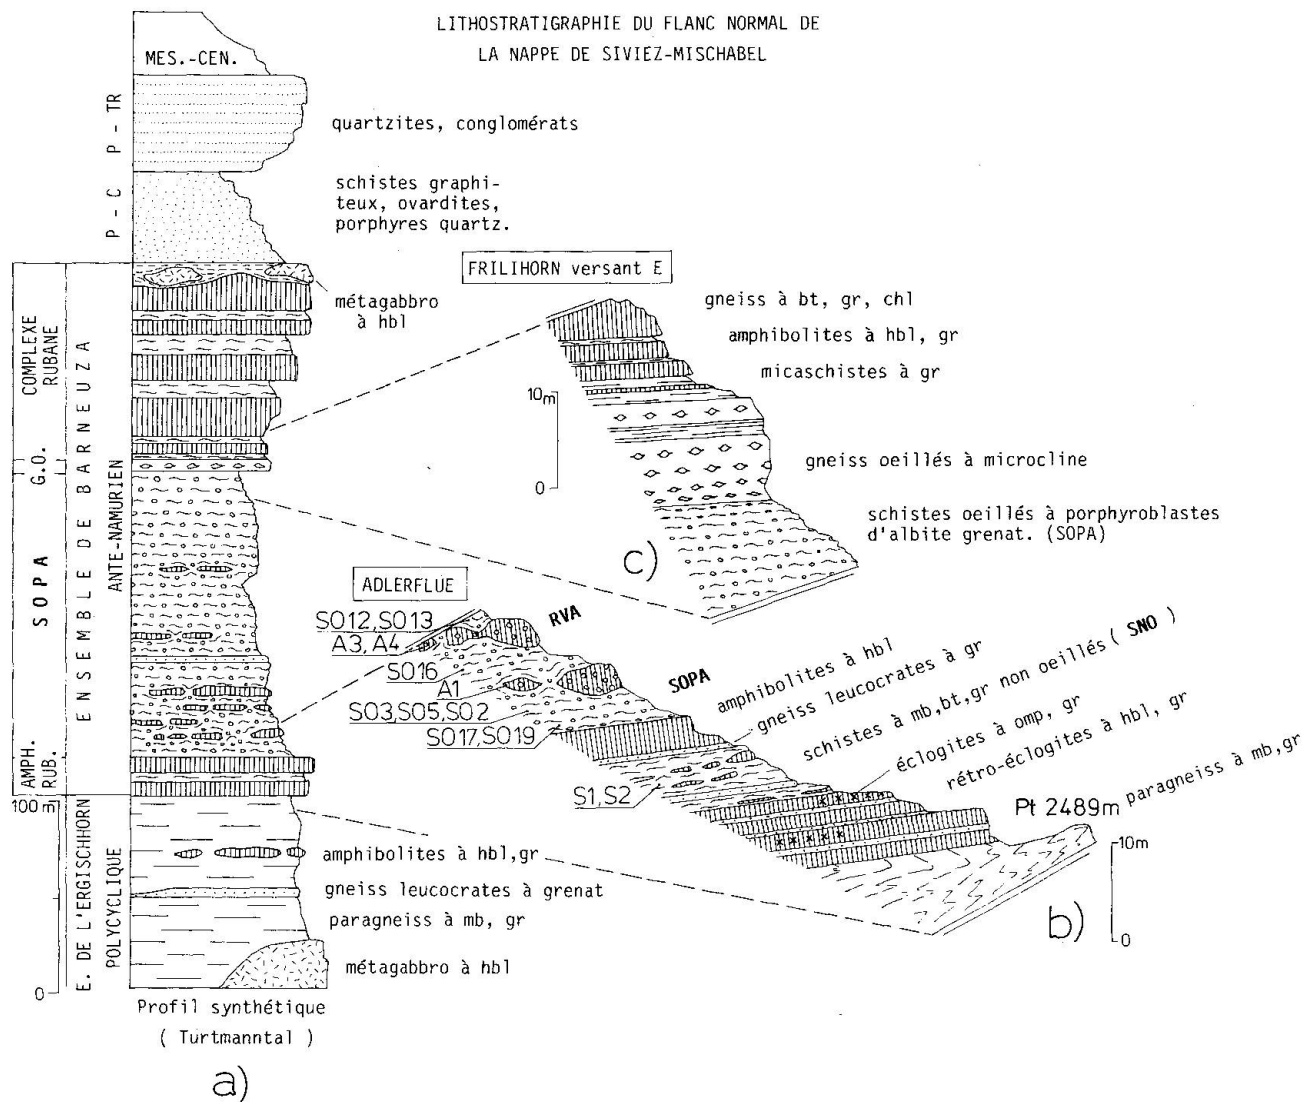 LITHOSTRATIGRAPHIE DU FLANC NORMAL DE
LA NAPPE DE SIVIEZ-MISCHABEL
MES.-CEN.
P - TR
quartzites, conglomérats
P - C
schistes graphi-
teux, ovardites,
porphyres quartz.
métagabbro
à hbl
COMPLEXE
RUBANE
G.O.
SOPA
AMPH.
RUB.
ENSEMBLE DE BARNEUZA
ANTE-NAMURIEN
E. DE L'ERGISCHHORN
POLYCYCLIQUE
100 m
0
amphibolites à hbl,gr
gneiss leucocrates à grenat
paragneiss à mb, gr
métagabbro à hbl
Profil synthétique
( Turtmanntal )
a)
FRILIHORN versant E
gneiss à bt, gr, chl
amphibolites à hbl, gr
micaschistes à gr
10m
0
gneiss oeillés à microcline
schistes oeillés à porphyroblastes
d'albite grenat. (SOPA)
c)
ADLERFLÜE
SO12,SO13
A3, A4
SO16
A1
SO3,SO5,SO2
SO17,SO19
S1,S2
RVA
SOPA
amphibolites à hbl
gneiss leucocrates à gr
schistes à mb,bt,gr non oeillés ( SNO )
éclogites à omp, gr
rétro-éclogites à hbl, gr
paragneiss à mb,gr
Pt 2489m
10m
0
b)